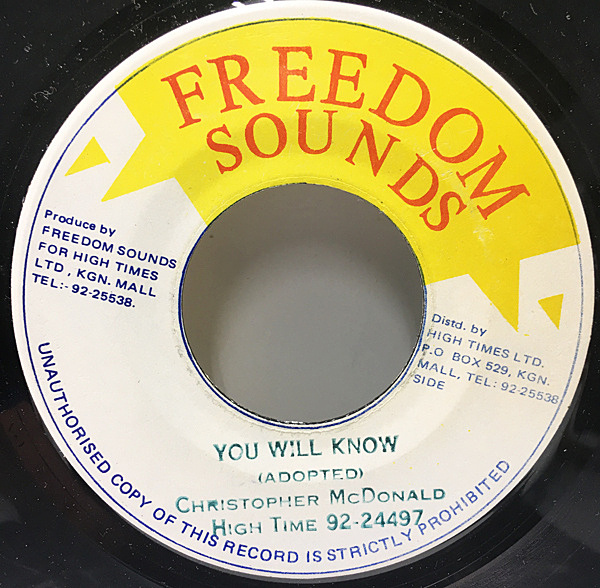 FREEDOM
SOUNDS
Produce by
FREEDOM SOUNDS
FOR HIGH TIMES
LTD, KGN. MALL
TEL:- 92-25538.
Distd. by
HIGH TIMES LTD.
P.O BOX 529, KGN.
MALL, TEL: 92-25538
SIDE
YOU WILL KNOW
(ADOPTED)
CHRISTOPHER MCDONALD
HIGH TIME 92-24497
UNAUTHORISED COPY OF THIS RECORD IS STRICTLY PROHIBITED